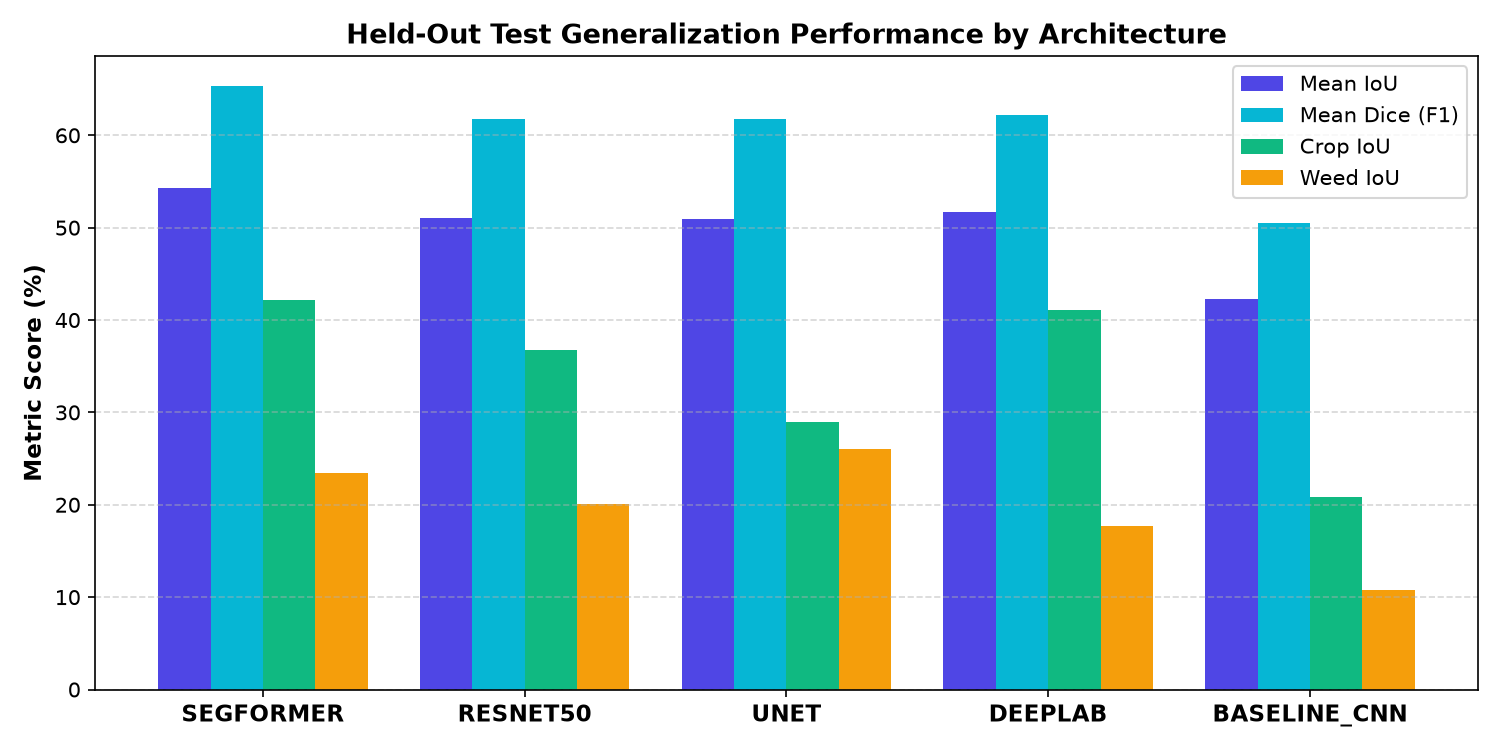 Held-Out Test Generalization Performance by Architecture
Mean IoU
Mean Dice (F1)
Crop IoU
Weed IoU
Metric Score (%)
60
50
40
30
20
10
0
SEGFORMER RESNET50 UNET DEEPLAB BASELINE_CNN